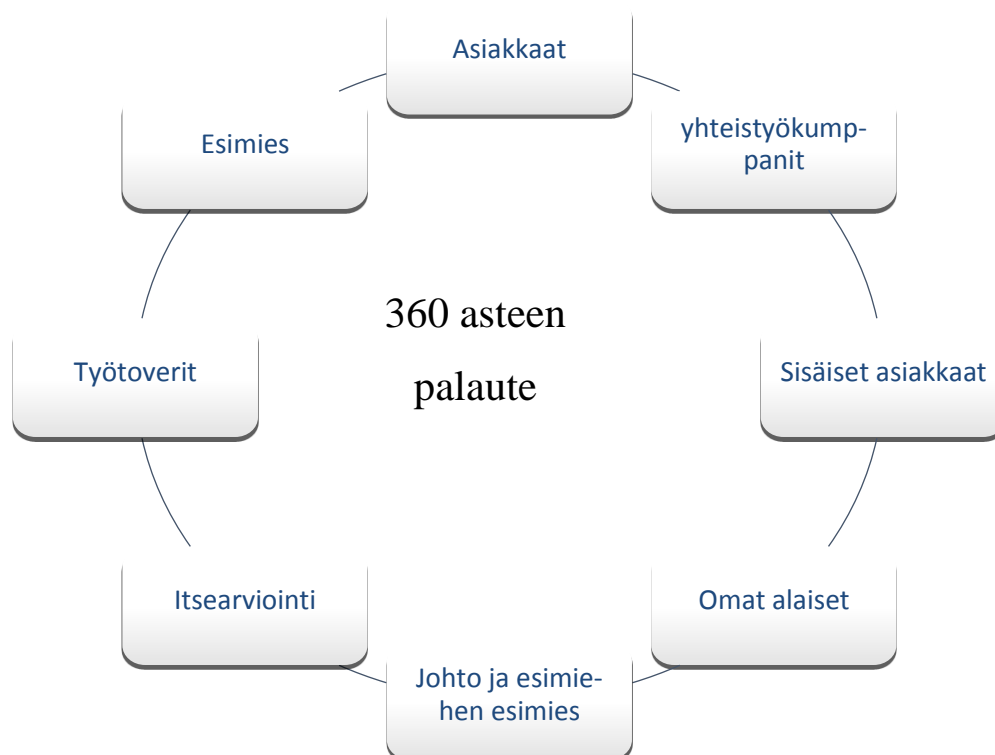 Asiakkaat
yhteistyökump-
panit
Esimies
360 asteen
palaute
Työtoverit
Sisäiset asiakkaat
Itsearviointi
Omat alaiset
Johto ja esimie-
hen esimies